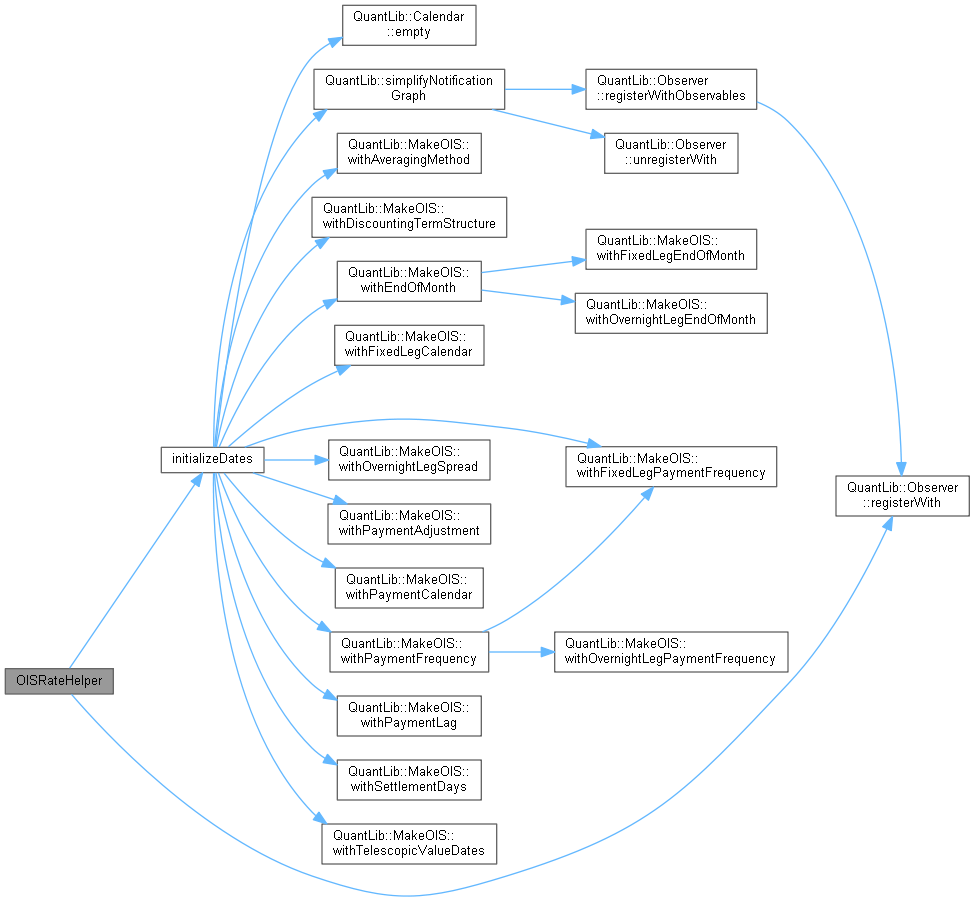 QuantLib::Calendar
::empty
QuantLib::simplifyNotification
Graph
QuantLib::Observer
::registerWithObservables
QuantLib::MakeOIS::
withAveragingMethod
QuantLib::Observer
::unregisterWith
QuantLib::MakeOIS::
withDiscountingTermStructure
QuantLib::MakeOIS::
withFixedLegEndOfMonth
QuantLib::MakeOIS::
withEndOfMonth
QuantLib::MakeOIS::
withOvernightLegEndOfMonth
QuantLib::MakeOIS::
withFixedLegCalendar
initializeDates
QuantLib::MakeOIS::
withOvernightLegSpread
QuantLib::MakeOIS::
withFixedLegPaymentFrequency
QuantLib::Observer
::registerWith
QuantLib::MakeOIS::
withPaymentAdjustment
QuantLib::MakeOIS::
withPaymentCalendar
QuantLib::MakeOIS::
withPaymentFrequency
QuantLib::MakeOIS::
withOvernightLegPaymentFrequency
OISRateHelper
QuantLib::MakeOIS::
withPaymentLag
QuantLib::MakeOIS::
withSettlementDays
QuantLib::MakeOIS::
withTelescopicValueDates